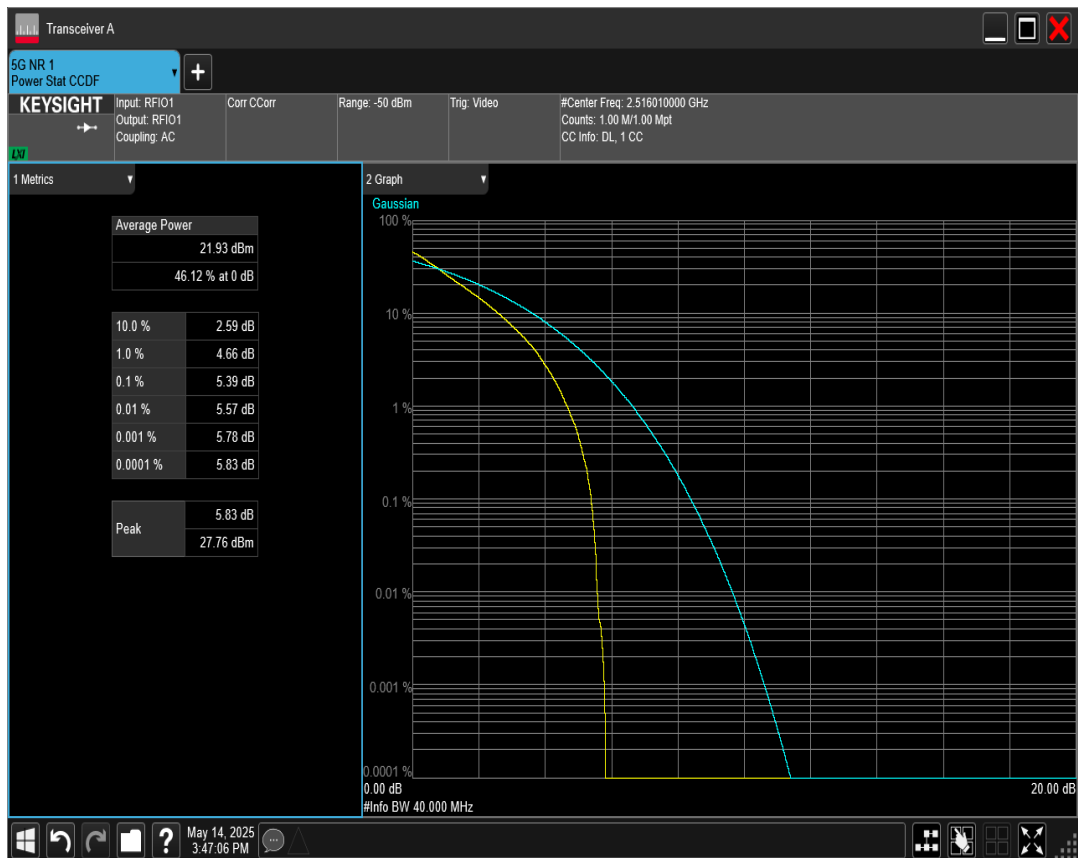 Transceiver A
5G NR 1
Power Stat CCDF
+
KEYSIGHT
LXI
Input: RFIO1
Output: RFIO1
Coupling: AC
Corr CCorr
Range: -50 dBm
Trig: Video
#Center Freq: 2.516010000 GHz
Counts: 1.00 M/1.00 Mpt
CC Info: DL, 1 CC
1 Metrics
Average Power
21.93 dBm
46.12 % at 0 dB
10.0 % 2.59 dB
1.0 % 4.66 dB
0.1 % 5.39 dB
0.01 % 5.57 dB
0.001 % 5.78 dB
0.0001 % 5.83 dB
Peak 5.83 dB
27.76 dBm
2 Graph
Gaussian
100 %
10 %
1 %
0.1 %
0.01 %
0.001 %
0.0001 %
0.00 dB 20.00 dB
#Info BW 40.000 MHz
?
May 14, 2025
3:47:06 PM